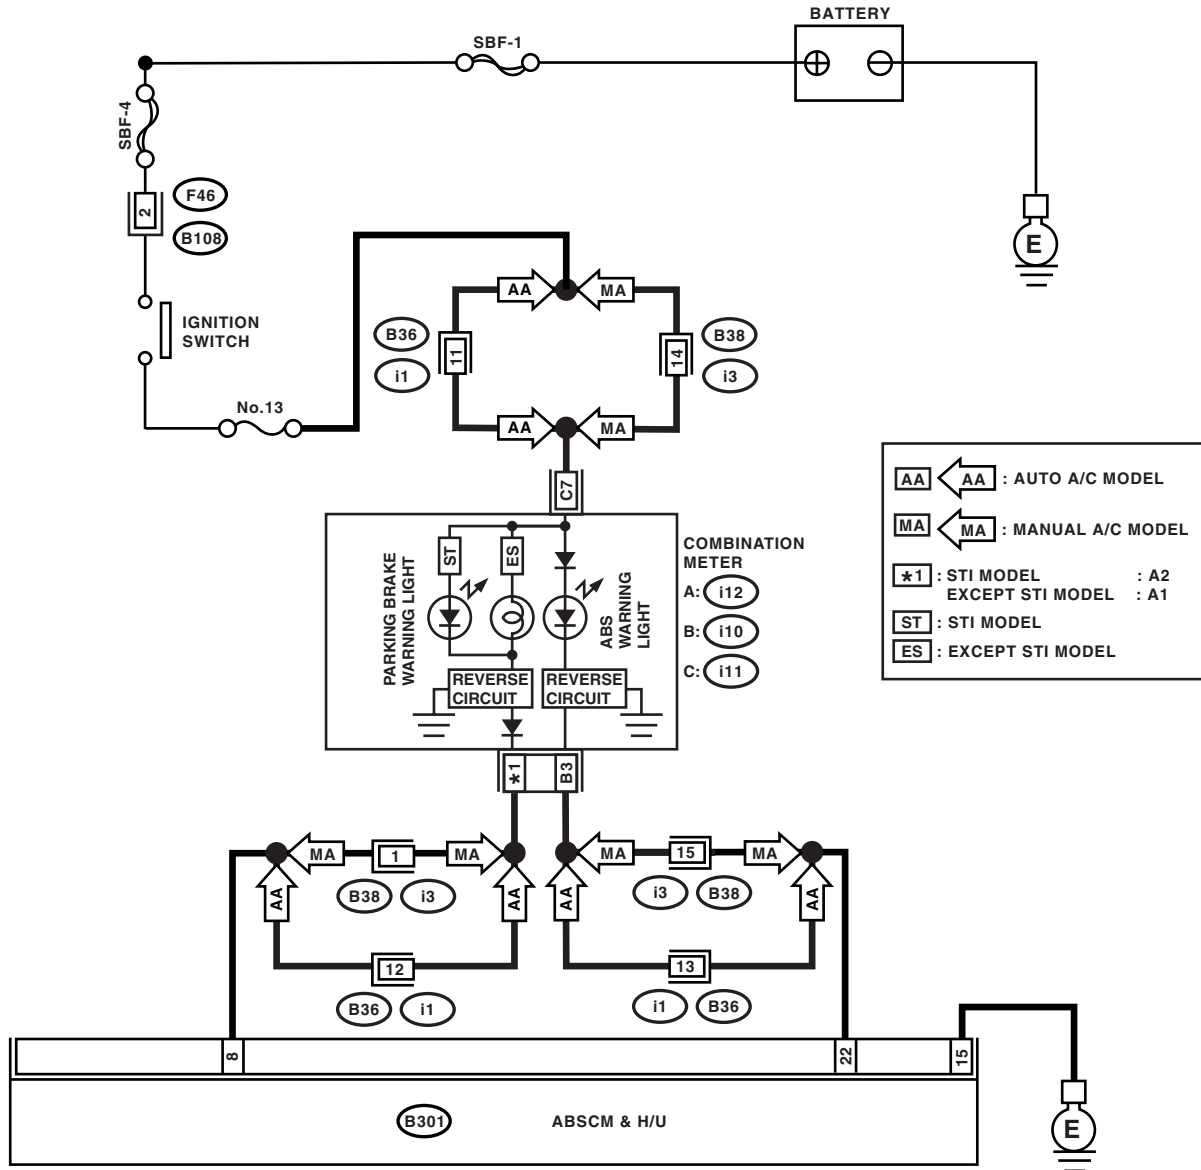 BATTERY
SBF-1
SBF-4
2
F46
B108
E
IGNITION
SWITCH
No.13
AA
MA
B36
i1
11
14
B38
i3
AA
MA
C7
AA
AA
: AUTO A/C MODEL
MA
MA
: MANUAL A/C MODEL
*1
: STI MODEL : A2
EXCEPT STI MODEL : A1
ST
: STI MODEL
ES
: EXCEPT STI MODEL
PARKING BRAKE
WARNING LIGHT
ST
ES
ABS
WARNING
LIGHT
REVERSE
CIRCUIT
REVERSE
CIRCUIT
COMBINATION
METER
A: i12
B: i10
C: i11
*1
B3
MA
1
MA
MA
15
MA
B38
i3
i3
B38
AA
AA
AA
AA
12
13
B36
i1
i1
B36
8
22
15
B301
ABSCM & H/U
E